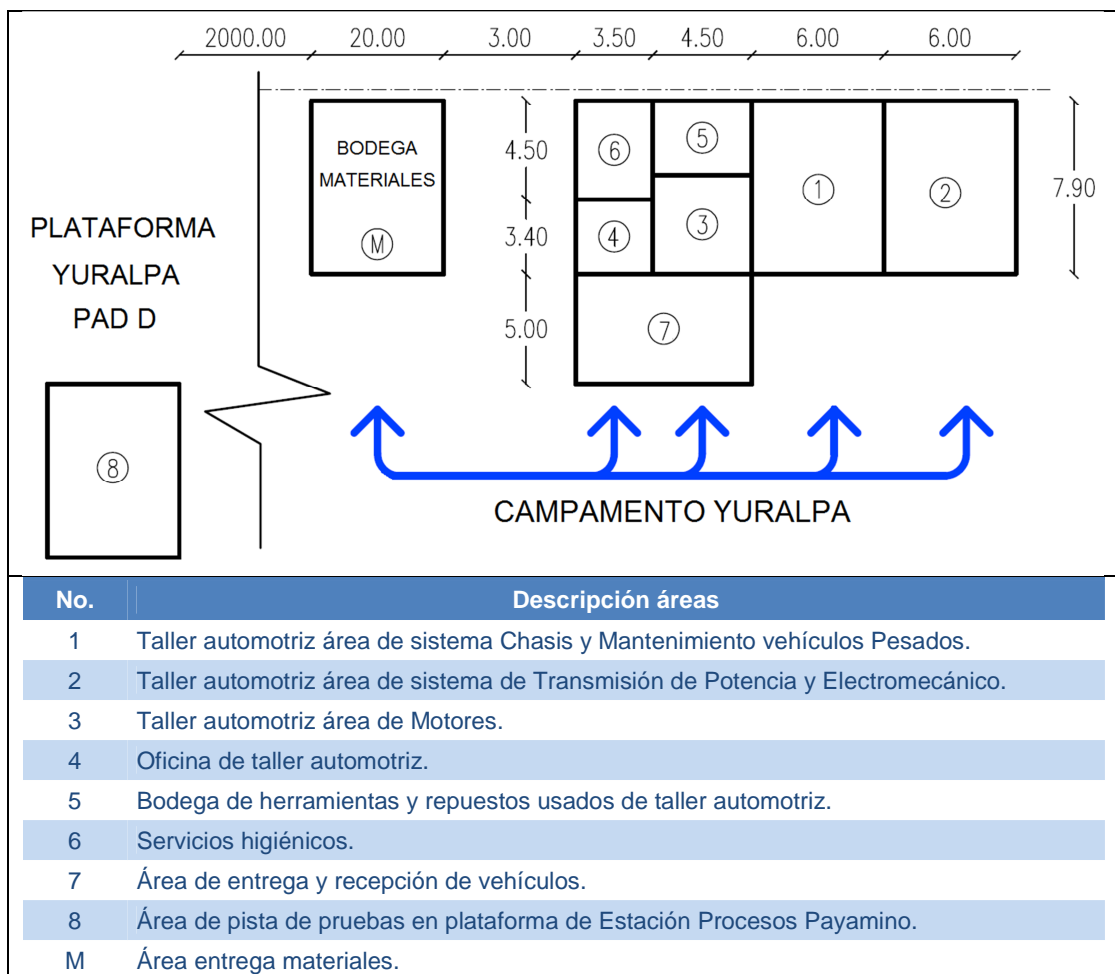 2000.00 20.00 3.00 3.50 4.50 6.00 6.00
BODEGA
MATERIALES
M
4.50
3.40
5.00
6
5
4
3
1
2
7
7.90
PLATAFORMA
YURALPA
PAD D
8
CAMPAMENTO YURALPA
No. Descripción áreas
1 Taller automotriz área de sistema Chasis y Mantenimiento vehículos Pesados.
2 Taller automotriz área de sistema de Transmisión de Potencia y Electromecánico.
3 Taller automotriz área de Motores.
4 Oficina de taller automotriz.
5 Bodega de herramientas y repuestos usados de taller automotriz.
6 Servicios higiénicos.
7 Área de entrega y recepción de vehículos.
8 Área de pista de pruebas en plataforma de Estación Procesos Payamino.
M Área entrega materiales.